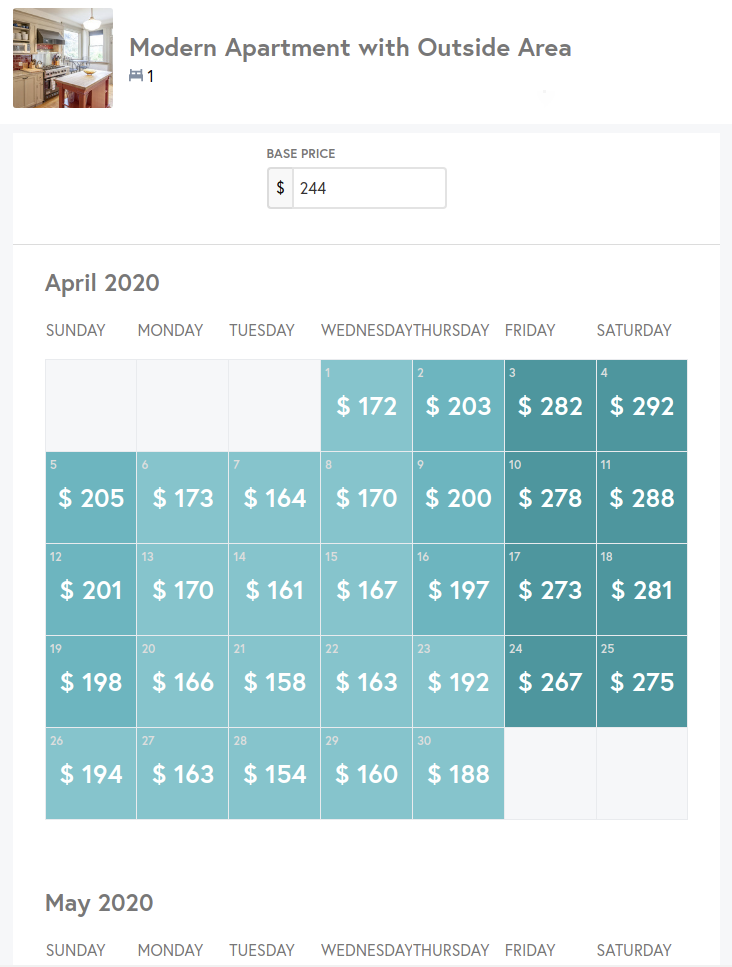 Modern Apartment with Outside Area
1
BASE PRICE
$ 244
April 2020
SUNDAY MONDAY TUESDAY WEDNESDAY THURSDAY FRIDAY SATURDAY
1 2 3 4
$ 172 $ 203 $ 282 $ 292
5 6 7 8 9 10 11
$ 205 $ 173 $ 164 $ 170 $ 200 $ 278 $ 288
12 13 14 15 16 17 18
$ 201 $ 170 $ 161 $ 167 $ 197 $ 273 $ 281
19 20 21 22 23 24 25
$ 198 $ 166 $ 158 $ 163 $ 192 $ 267 $ 275
26 27 28 29 30
$ 194 $ 163 $ 154 $ 160 $ 188
May 2020
SUNDAY MONDAY TUESDAY WEDNESDAY THURSDAY FRIDAY SATURDAY